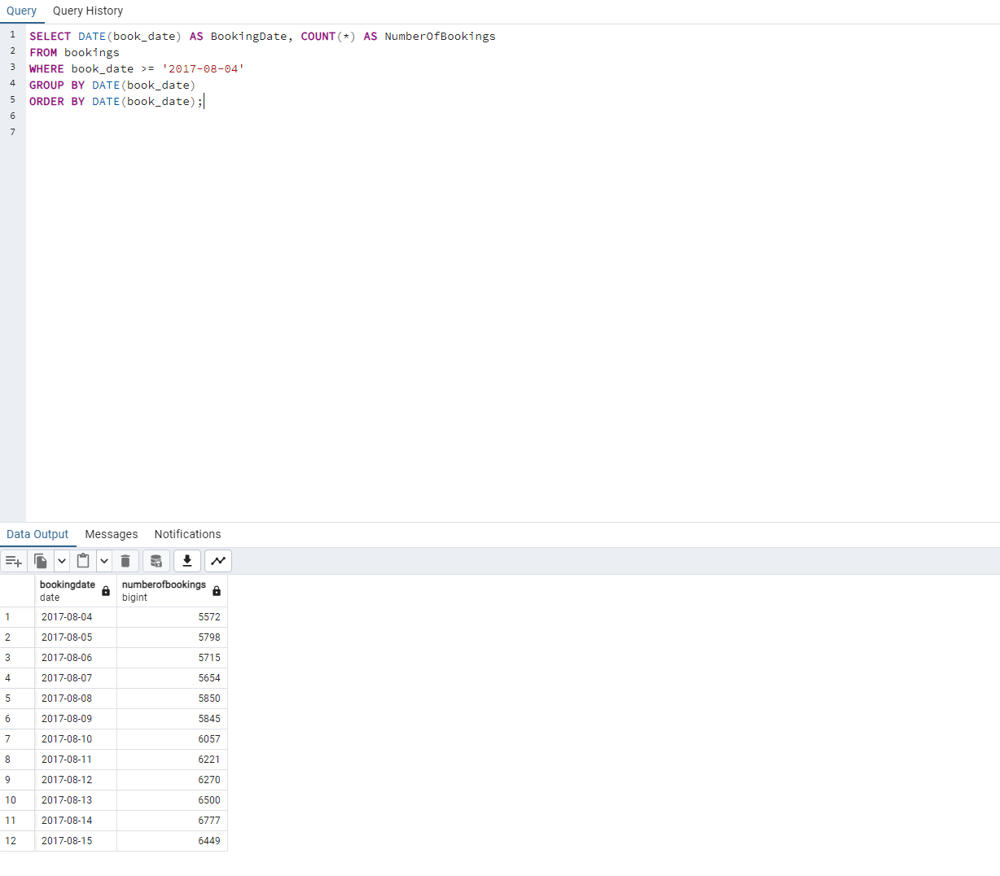 Query Query History
1 SELECT DATE(book_date) AS BookingDate, COUNT(*) AS NumberOfBookings
2 FROM bookings
3 WHERE book_date >= '2017-08-04'
4 GROUP BY DATE(book_date)
5 ORDER BY DATE(book_date);
6
7
Data Output Messages Notifications
bookingdate numberofbookings
date bigint
1 2017-08-04 5572
2 2017-08-05 5798
3 2017-08-06 5715
4 2017-08-07 5654
5 2017-08-08 5850
6 2017-08-09 5845
7 2017-08-10 6057
8 2017-08-11 6221
9 2017-08-12 6270
10 2017-08-13 6500
11 2017-08-14 6777
12 2017-08-15 6449